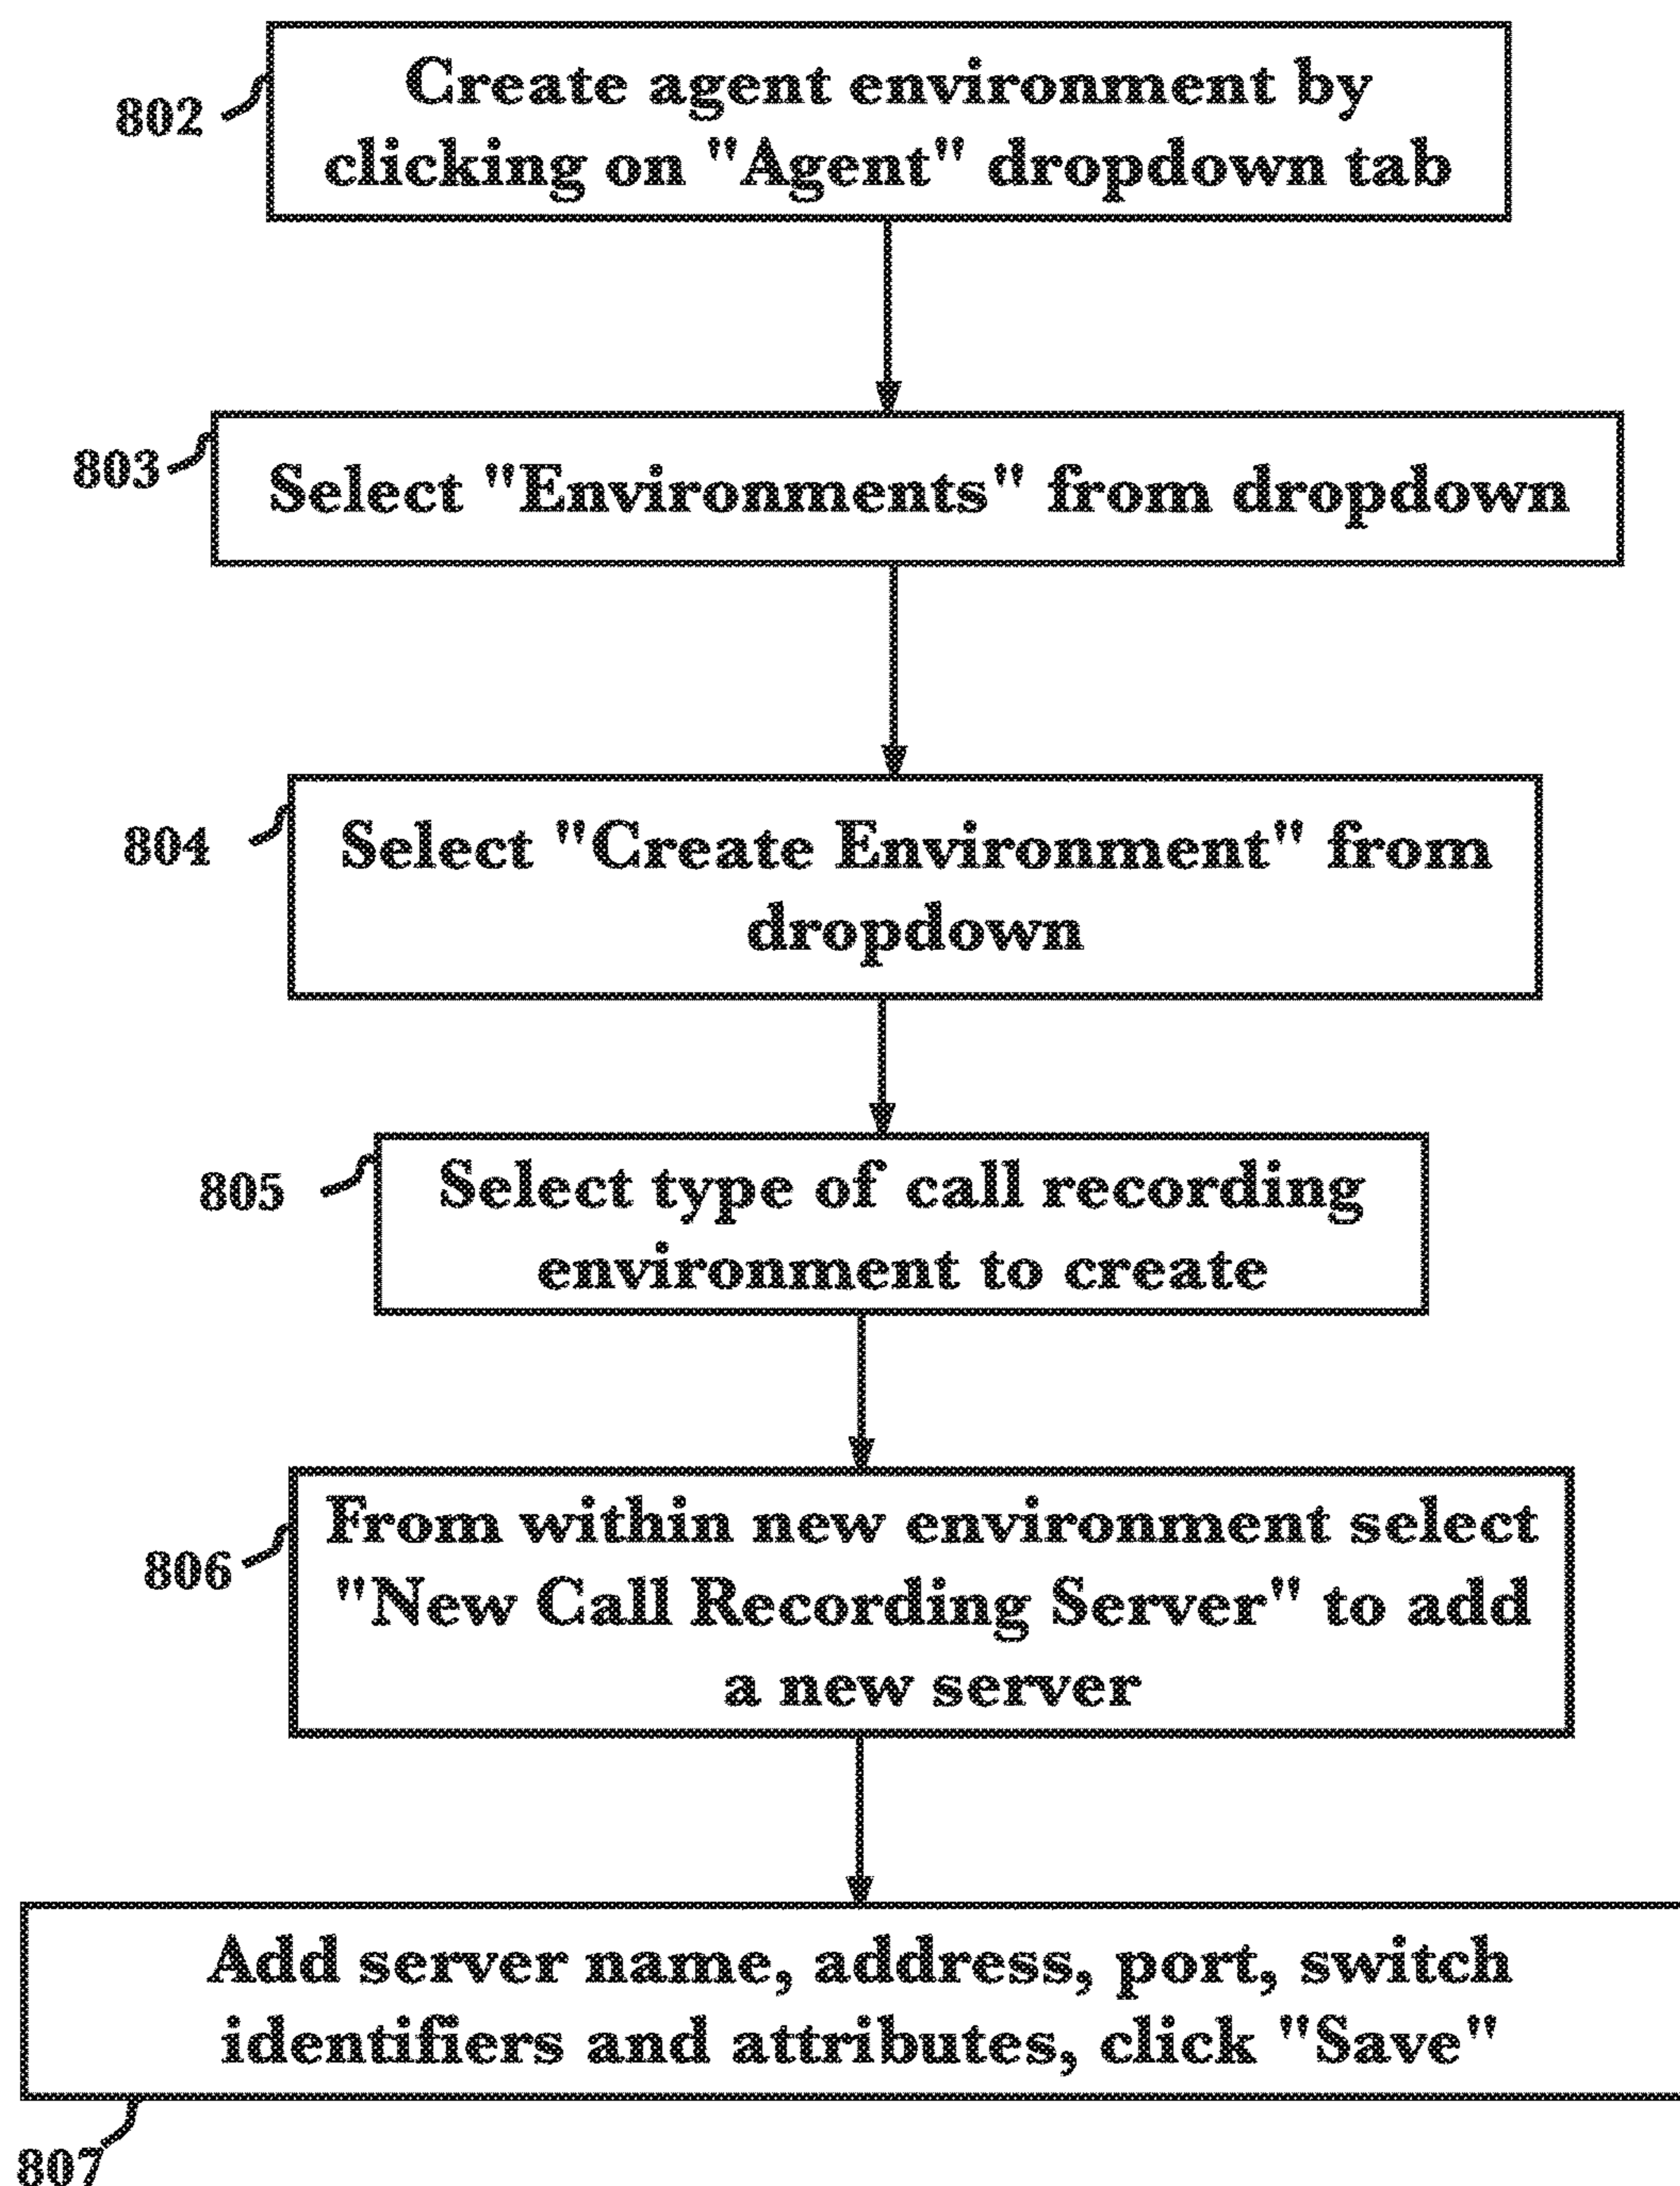 802
Create agent environment by
clicking on "Agent" dropdown tab
803
Select "Environments" from dropdown
804
Select "Create Environment" from
dropdown
805
Select type of call recording
environment to create
806
From within new environment select
"New Call Recording Server" to add
a new server
Add server name, address, port, switch
identifiers and attributes, click "Save"
807